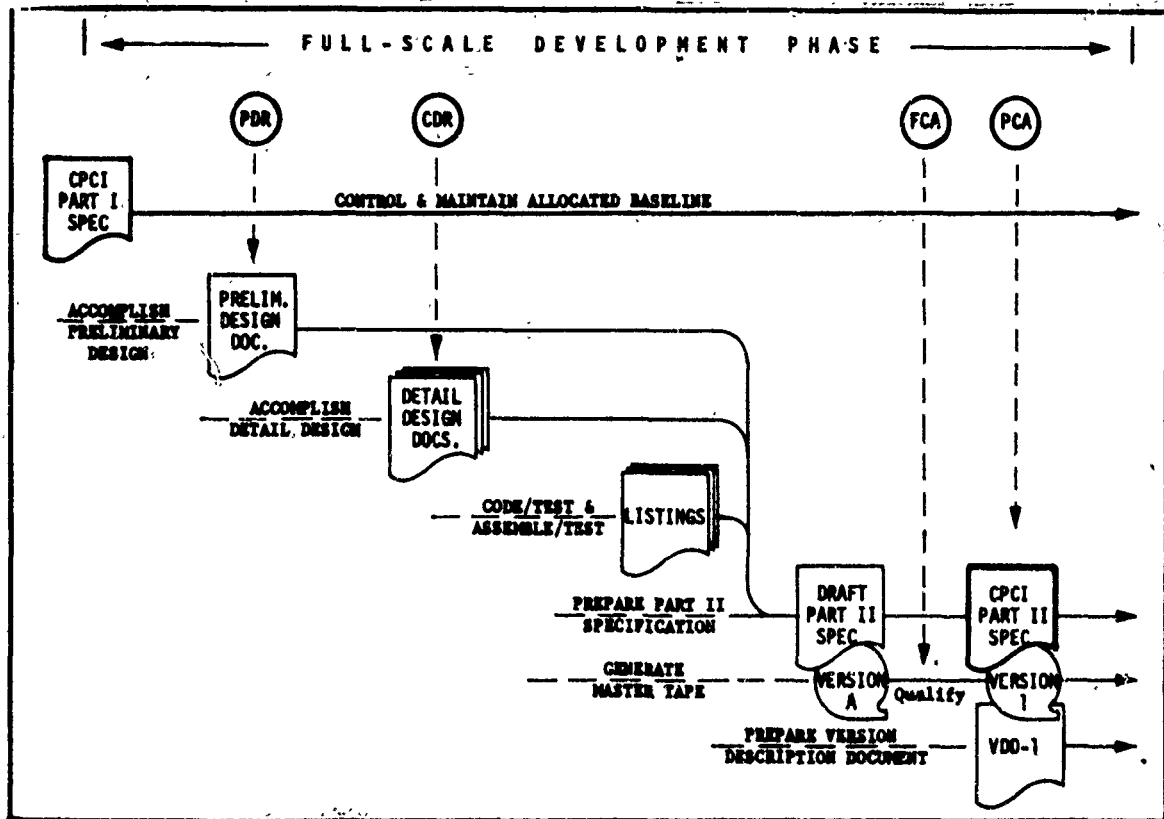 FULL-SCALE DEVELOPMENT PHASE
PDR
CDR
FCA
PCA
CPCI
PART I
SPEC
CONTROL & MAINTAIN ALLOCATED BASELINE
ACCOMPLISH
PRELIMINARY
DESIGN
PRELIM.
DESIGN
DOC.
ACCOMPLISH
DETAIL DESIGN
DETAIL
DESIGN
DOCS.
CODE/TEST &
ASSEMBLE/TEST
LISTINGS
PREPARE PART II
SPECIFICATION
DRAFT
PART II
SPEC
CPCI
PART II
SPEC
GENERATE
MASTER TAPE
VERSION
A
Qualify
VERSION
1
PREPARE VERSION
DESCRIPTION DOCUMENT
VDD-1